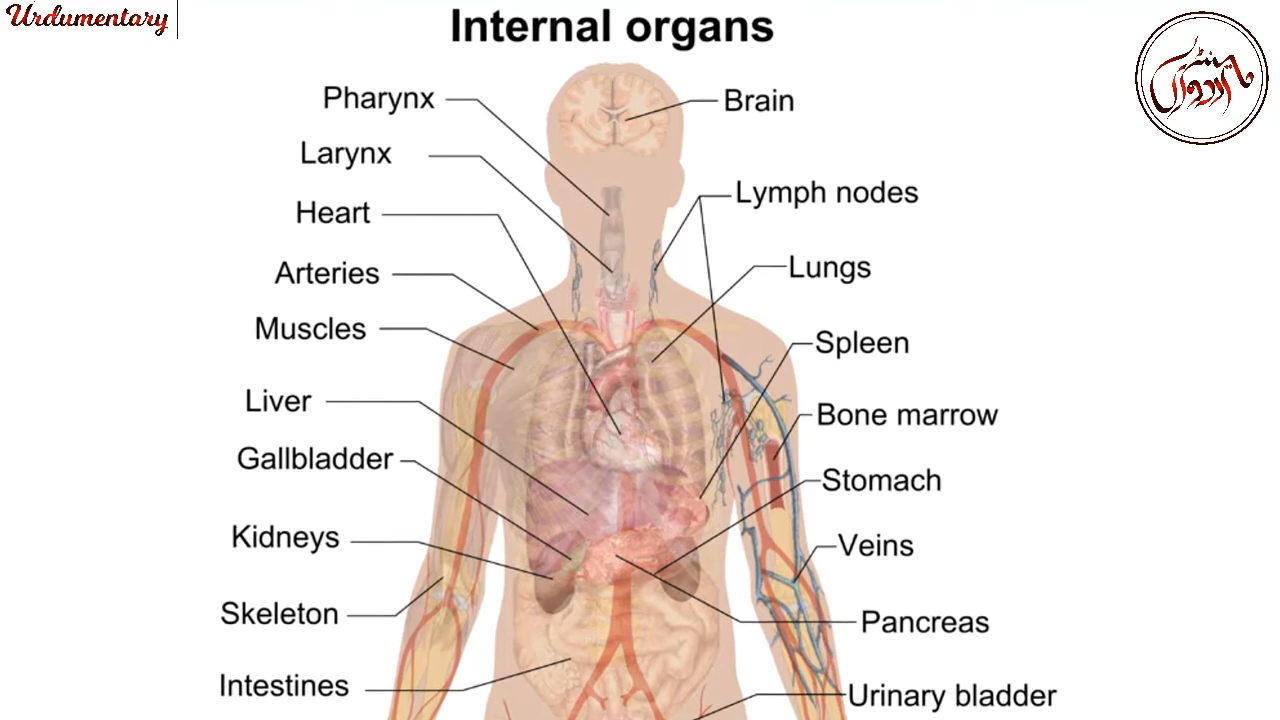 Urdumentary
Internal organs
Pharynx
Larynx
Heart
Arteries
Muscles
Liver
Gallbladder
Kidneys
Skeleton
Intestines
Brain
Lymph nodes
Lungs
Spleen
Bone marrow
Stomach
Veins
Pancreas
Urinary bladder